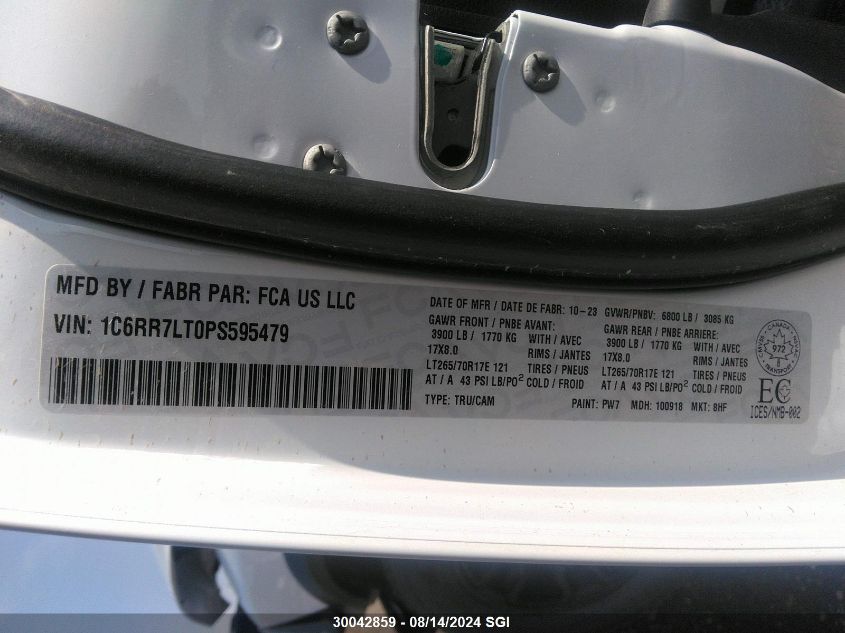 MFD BY / FABR PAR: FCA US LLC
VIN: 1C6RR7LT0PS595479
DATE OF MFR / DATE DE FABR: 10-23 GVWR/PNBV: 6800 LB / 3085 KG
GAWR FRONT / PNBE AVANT: GAWR REAR / PNBE ARRIERE:
3900 LB / 1770 KG WITH / AVEC 3900 LB / 1770 KG WITH / AVEC
17X8.0 RIMS / JANTES 17X8.0 RIMS / JANTES
LT265/70R17E 121 TIRES / PNEUS LT265/70R17E 121 TIRES / PNEUS
AT / A 43 PSI LB/PO² COLD / FROID AT / A 43 PSI LB/PO² COLD / FROID
TYPE: TRU/CAM PAINT: PW7 MDH: 100918 MKT: 8HF
CANADA
972
TRANSPORT
EC
ICES/NMB-002
30042859 - 08/14/2024 SGI